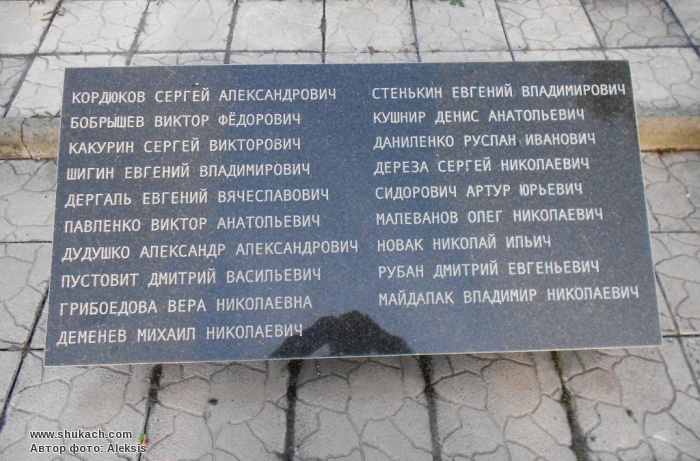 КОРДЮКОВ СЕРГЕЙ АЛЕКСАНДРОВИЧ
БОБРЫШЕВ ВИКТОР ФЁДОРОВИЧ
КАКУРИН СЕРГЕЙ ВИКТОРОВИЧ
ШИГИН ЕВГЕНИЙ ВЛАДИМИРОВИЧ
ДЕРГАЛЬ ЕВГЕНИЙ ВЯЧЕСЛАВОВИЧ
ПАВЛЕНКО ВИКТОР АНАТОЛЬЕВИЧ
ДУДУШКО АЛЕКСАНДР АЛЕКСАНДРОВИЧ
ПУСТОВИТ ДМИТРИЙ ВАСИЛЬЕВИЧ
ГРИБОЕДОВА ВЕРА НИКОЛАЕВНА
ДЕМЕНЕВ МИХАИЛ НИКОЛАЕВИЧ
СТЕНЬКИН ЕВГЕНИЙ ВЛАДИМИРОВИЧ
КУШНИР ДЕНИС АНАТОЛЬЕВИЧ
ДАНИЛЕНКО РУСЛАН ИВАНОВИЧ
ДЕРЕЗА СЕРГЕЙ НИКОЛАЕВИЧ
СИДОРОВИЧ АРТУР ЮРЬЕВИЧ
МАЛЕВАНОВ ОЛЕГ НИКОЛАЕВИЧ
НОВАК НИКОЛАЙ ИЛЬИЧ
РУБАН ДМИТРИЙ ЕВГЕНЬЕВИЧ
МАЙДАЛАК ВЛАДИМИР НИКОЛАЕВИЧ
www.shukach.com
Автор фото: Aleksis